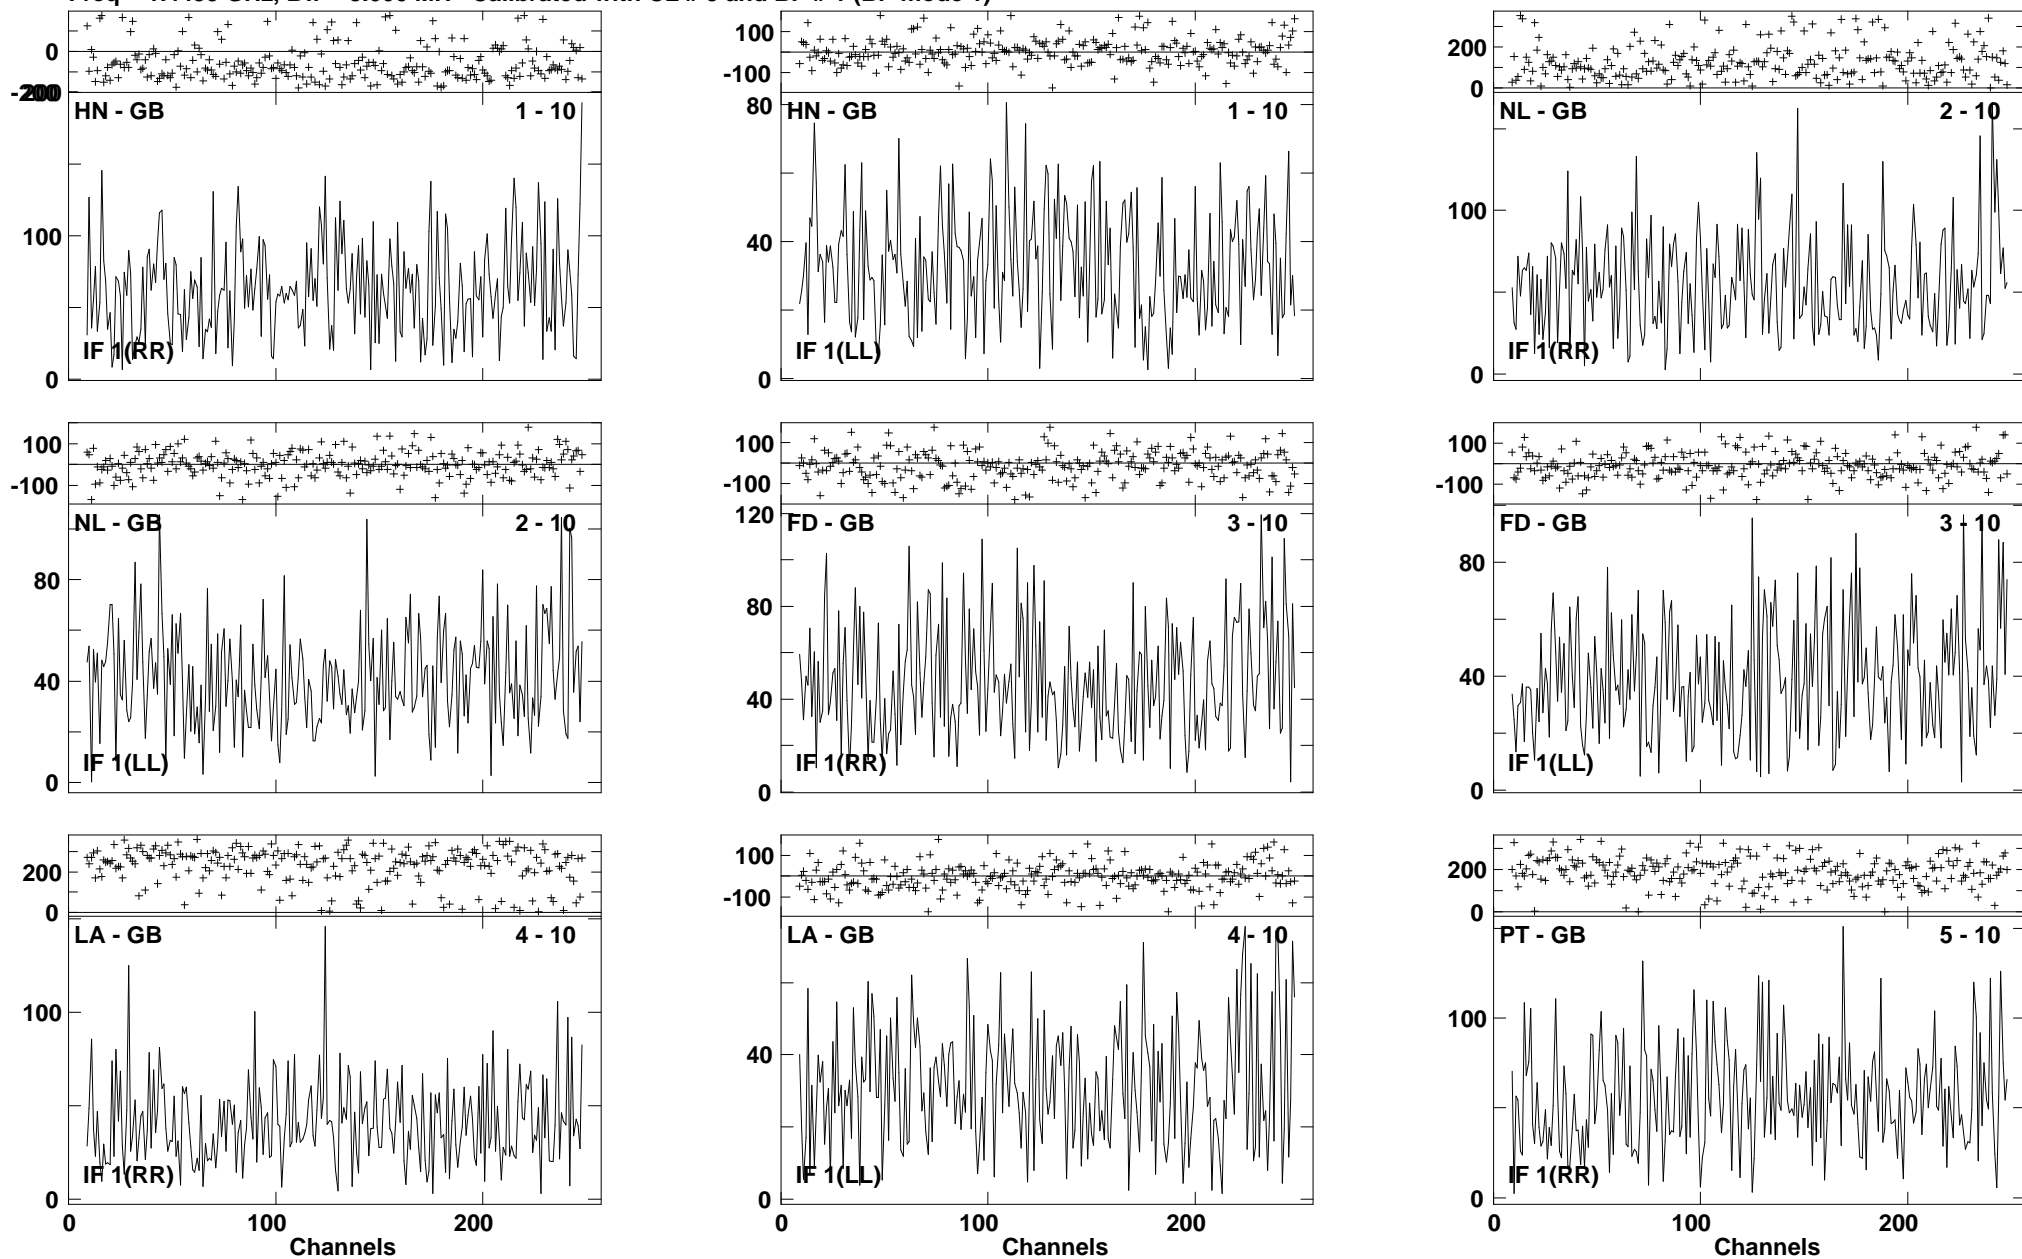 0 100 200
-200
HN - GB 1 - 10 HN - GB 1 - 10 NL - GB 2 - 10
100 -100 0
100 80 40 0
200 0 100 0
IF 1(RR) IF 1(LL) IF 1(RR)
100 -100 100 -100 100 -100
NL - GB 2 - 10 FD - GB 3 - 10 FD - GB 3 - 10
80 40 0
120 80 40 0
80 40 0
IF 1(LL) IF 1(RR) IF 1(LL)
200 0 100 -100 200 0
LA - GB 4 - 10 LA - GB 4 - 10 PT - GB 5 - 10
100 0 40 0 100 0
IF 1(RR) IF 1(LL) IF 1(RR)
0 100 200 0 100 200 0 100 200
Channels Channels Channels